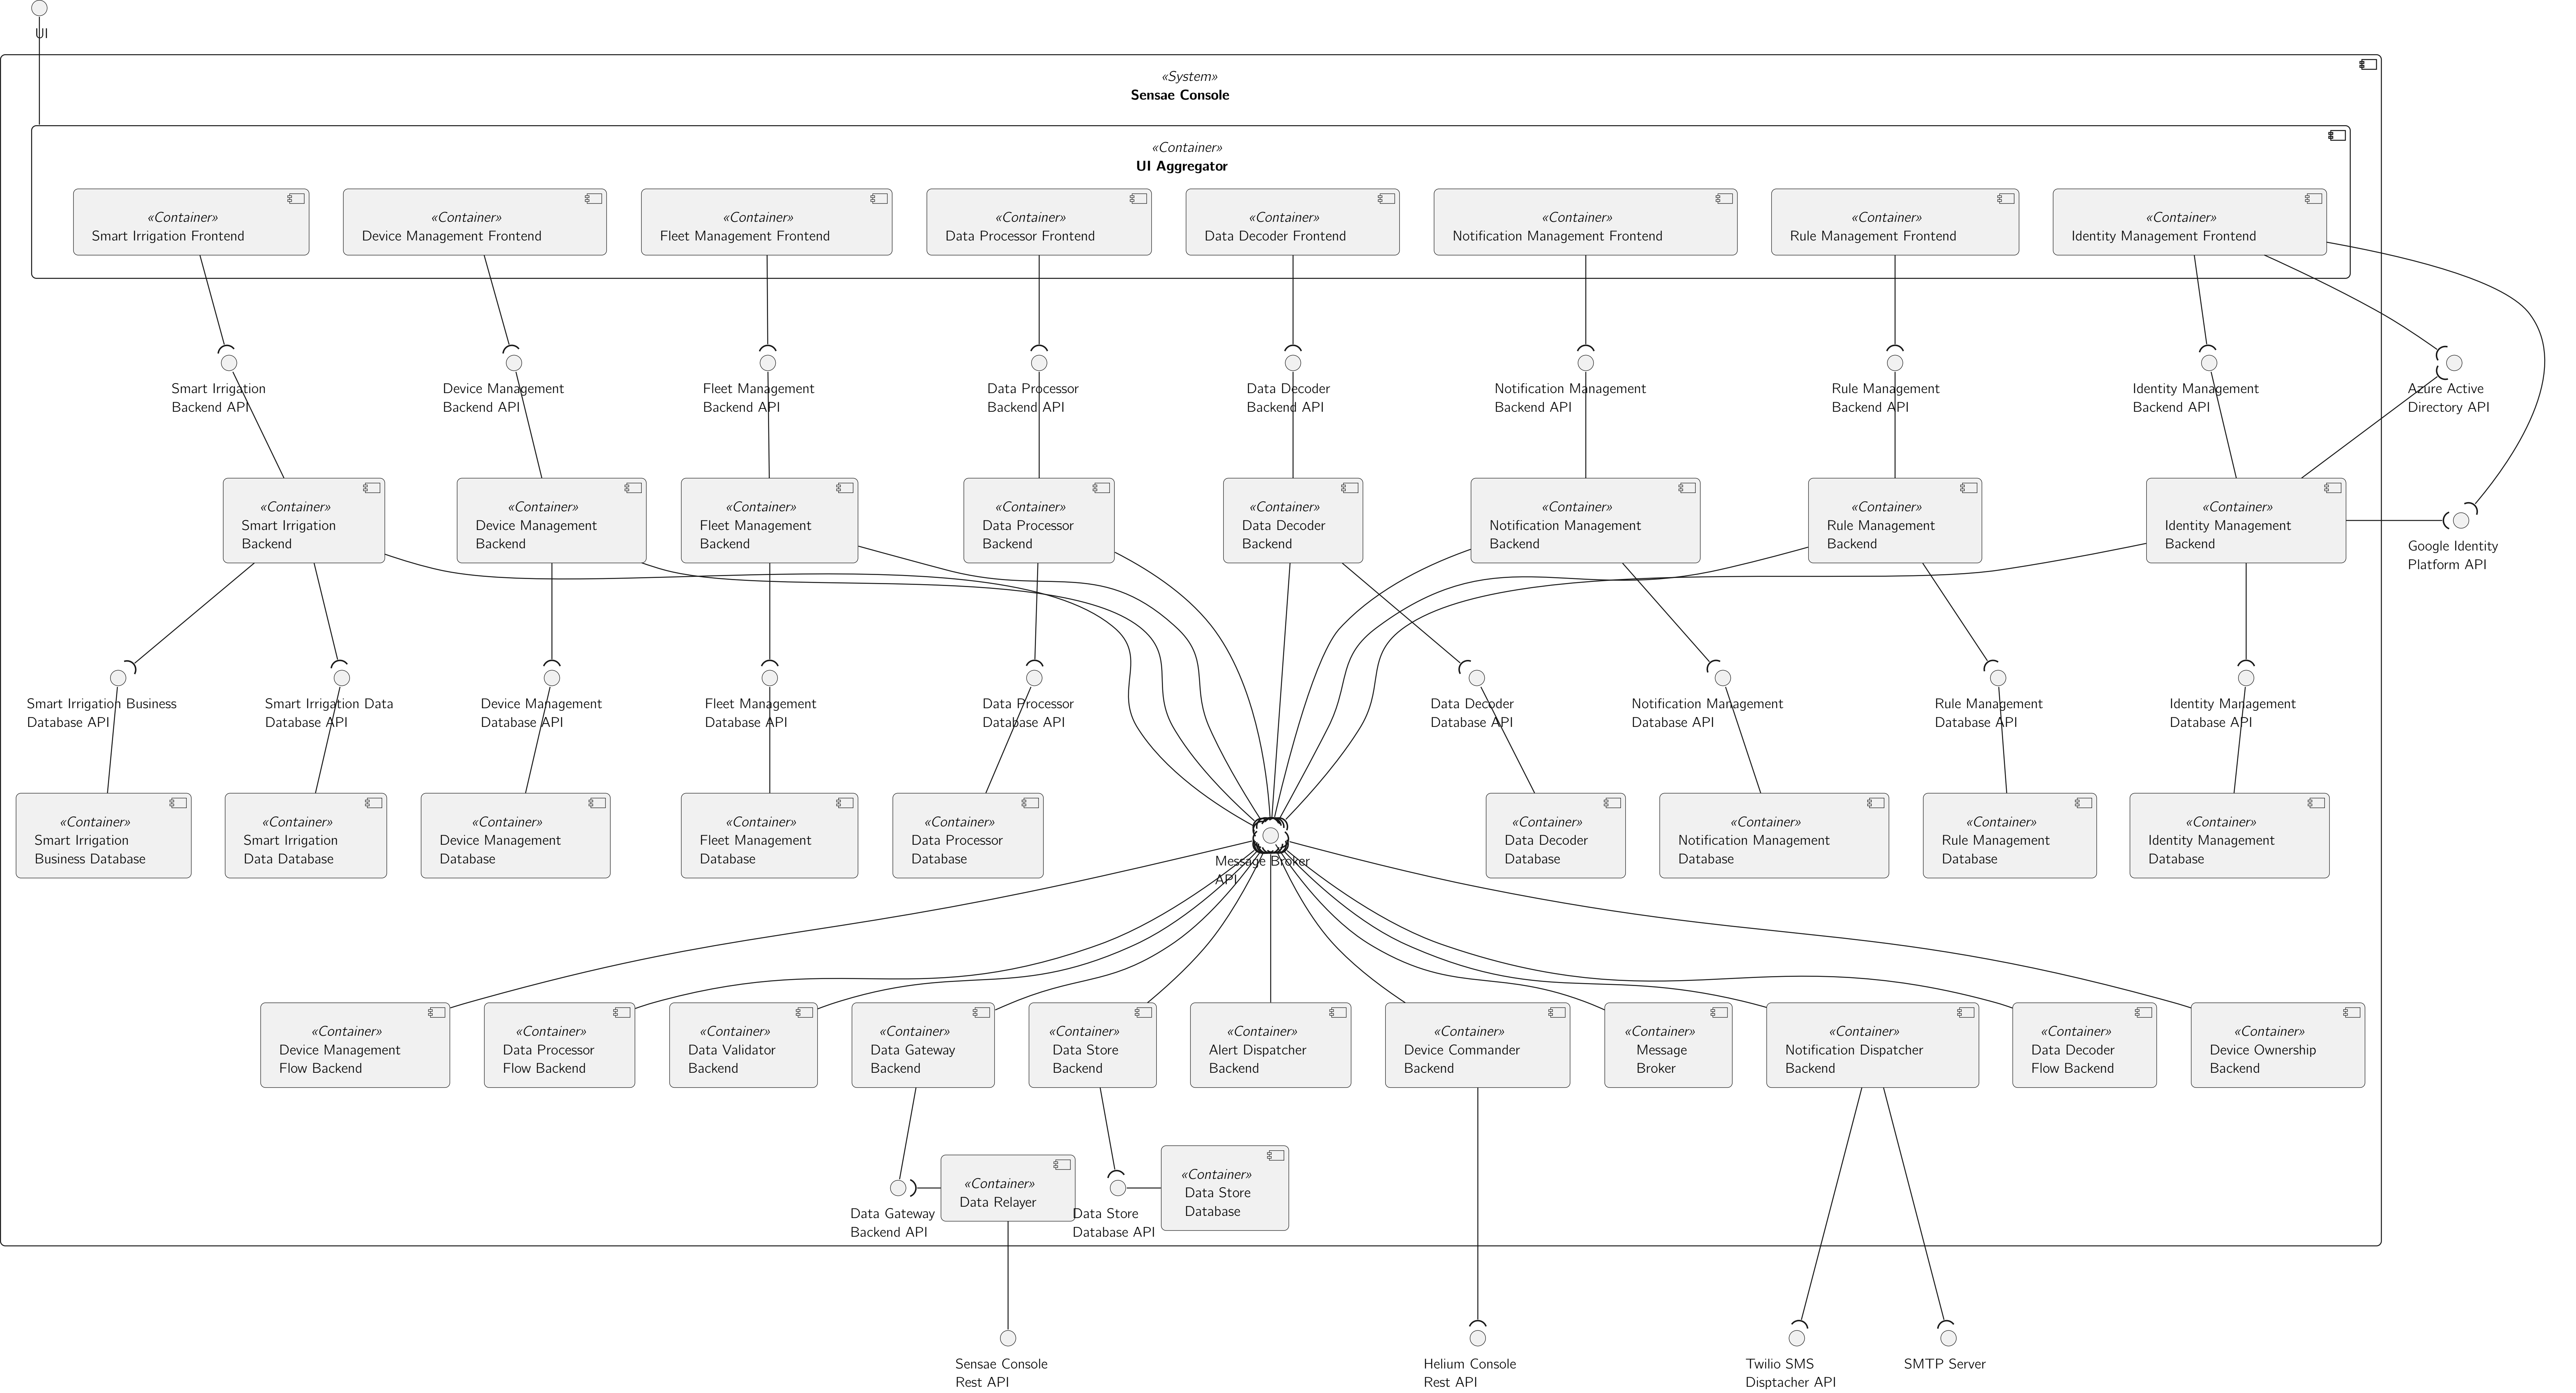 UI
«System»
Sensae Console
«Container»
UI Aggregator
«Container»
Smart Irrigation Frontend
«Container»
Device Management Frontend
«Container»
Fleet Management Frontend
«Container»
Data Processor Frontend
«Container»
Data Decoder Frontend
«Container»
Notification Management Frontend
«Container»
Rule Management Frontend
«Container»
Identity Management Frontend
Smart Irrigation
Backend API
Device Management
Backend API
Fleet Management
Backend API
Data Processor
Backend API
Data Decoder
Backend API
Notification Management
Backend API
Rule Management
Backend API
Identity Management
Backend API
Azure Active
Directory API
«Container»
Smart Irrigation
Backend
«Container»
Device Management
Backend
«Container»
Fleet Management
Backend
«Container»
Data Processor
Backend
«Container»
Data Decoder
Backend
«Container»
Notification Management
Backend
«Container»
Rule Management
Backend
«Container»
Identity Management
Backend
Google Identity
Platform API
Smart Irrigation Business
Database API
Smart Irrigation Data
Database API
Device Management
Database API
Fleet Management
Database API
Data Processor
Database API
Data Decoder
Database API
Notification Management
Database API
Rule Management
Database API
Identity Management
Database API
«Container»
Smart Irrigation
Business Database
«Container»
Smart Irrigation
Data Database
«Container»
Device Management
Database
«Container»
Fleet Management
Database
«Container»
Data Processor
Database
Message Broker
API
«Container»
Data Decoder
Database
«Container»
Notification Management
Database
«Container»
Rule Management
Database
«Container»
Identity Management
Database
«Container»
Device Management
Flow Backend
«Container»
Data Processor
Flow Backend
«Container»
Data Validator
Backend
«Container»
Data Gateway
Backend
«Container»
Data Store
Backend
«Container»
Alert Dispatcher
Backend
«Container»
Device Commander
Backend
«Container»
Message
Broker
«Container»
Notification Dispatcher
Backend
«Container»
Data Decoder
Flow Backend
«Container»
Device Ownership
Backend
Data Gateway
Backend API
«Container»
Data Relayer
Data Store
Database API
«Container»
Data Store
Database
Sensae Console
Rest API
Helium Console
Rest API
Twilio SMS
Disptacher API
SMTP Server